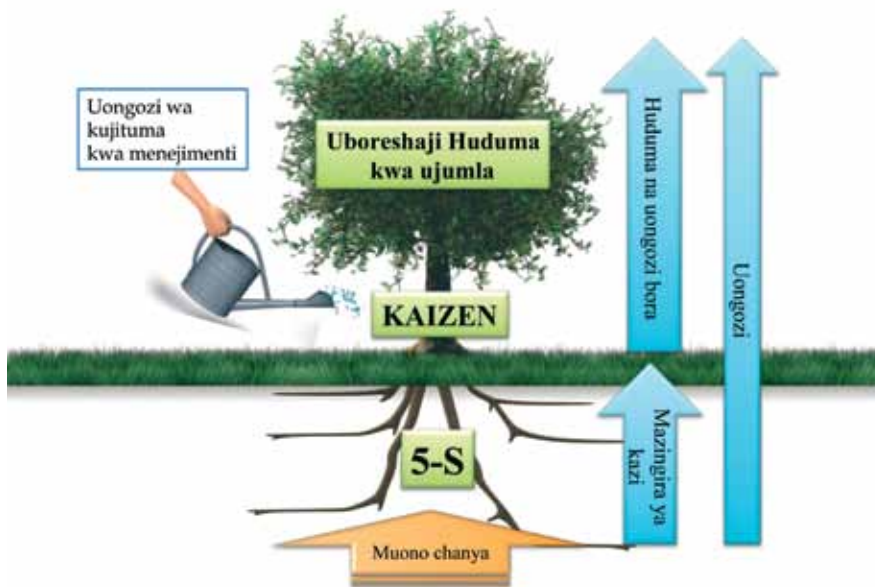 Uongozi wa
kujituma
kwa menejimenti
Uboreshaji Huduma
kwa ujumla
KAIZEN
5-S
Muono chanya
Huduma na uongozi bora
Mazingira ya
kazi
Uongozi